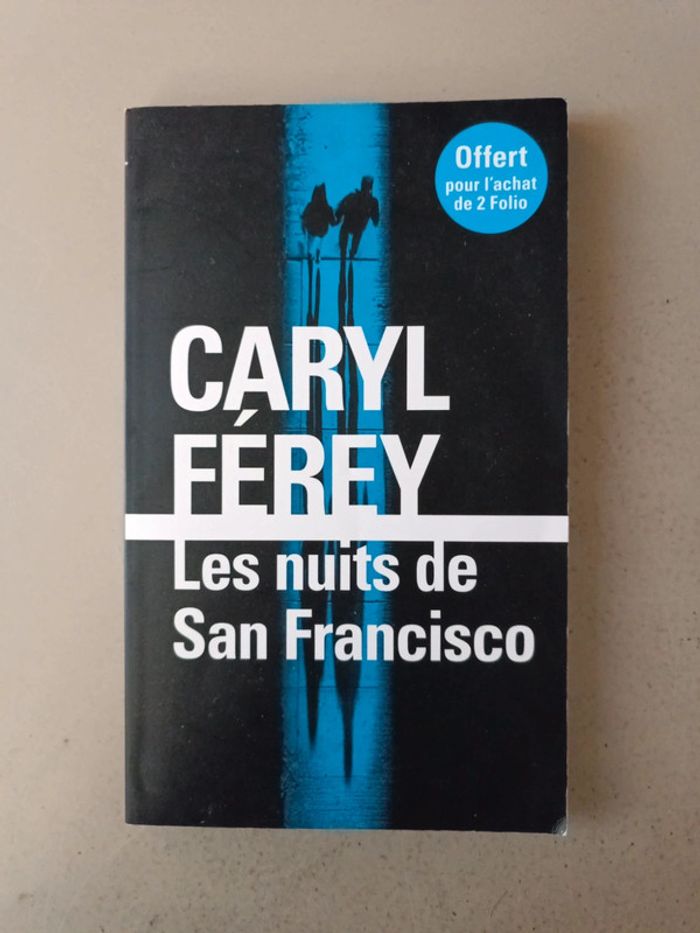 Offert
pour l'achat
de 2 Folio
CARYL
FÉREY
Les nuits de
San Francisco